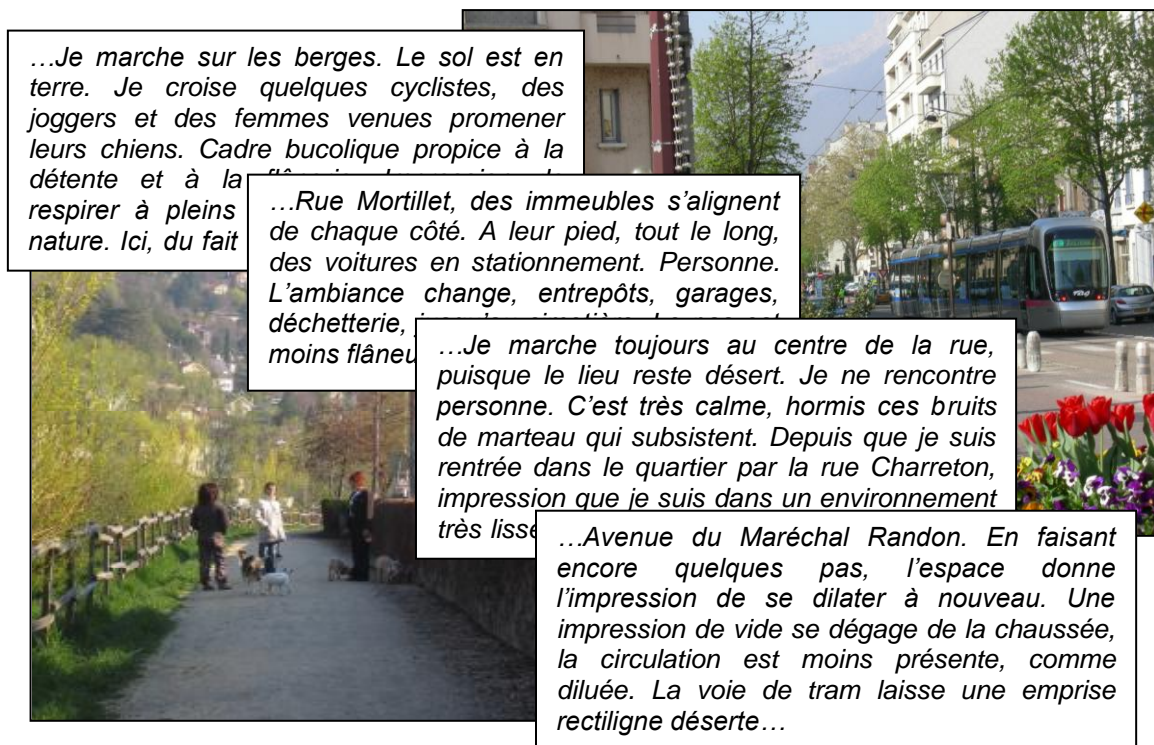 …Je marche sur les berges. Le sol est en
terre. Je croise quelques cyclistes, des
joggers et des femmes venues promener
leurs chiens. Cadre bucolique propice à la
détente et à la
respirer à pleins
nature. Ici, du fait
…Rue Mortillet, des immeubles s’alignent
de chaque côté. A leur pied, tout le long,
des voitures en stationnement. Personne.
L’ambiance change, entrepôts, garages,
déchetterie,
moins flâneu
…Je marche toujours au centre de la rue,
puisque le lieu reste désert. Je ne rencontre
personne. C’est très calme, hormis ces bruits
de marteau qui subsistent. Depuis que je suis
rentrée dans le quartier par la rue Charreton,
impression que je suis dans un environnement
très lisse
…Avenue du Maréchal Randon. En faisant
encore quelques pas, l’espace donne
l’impression de se dilater à nouveau. Une
impression de vide se dégage de la chaussée,
la circulation est moins présente, comme
diluée. La voie de tram laisse une emprise
rectiligne déserte…